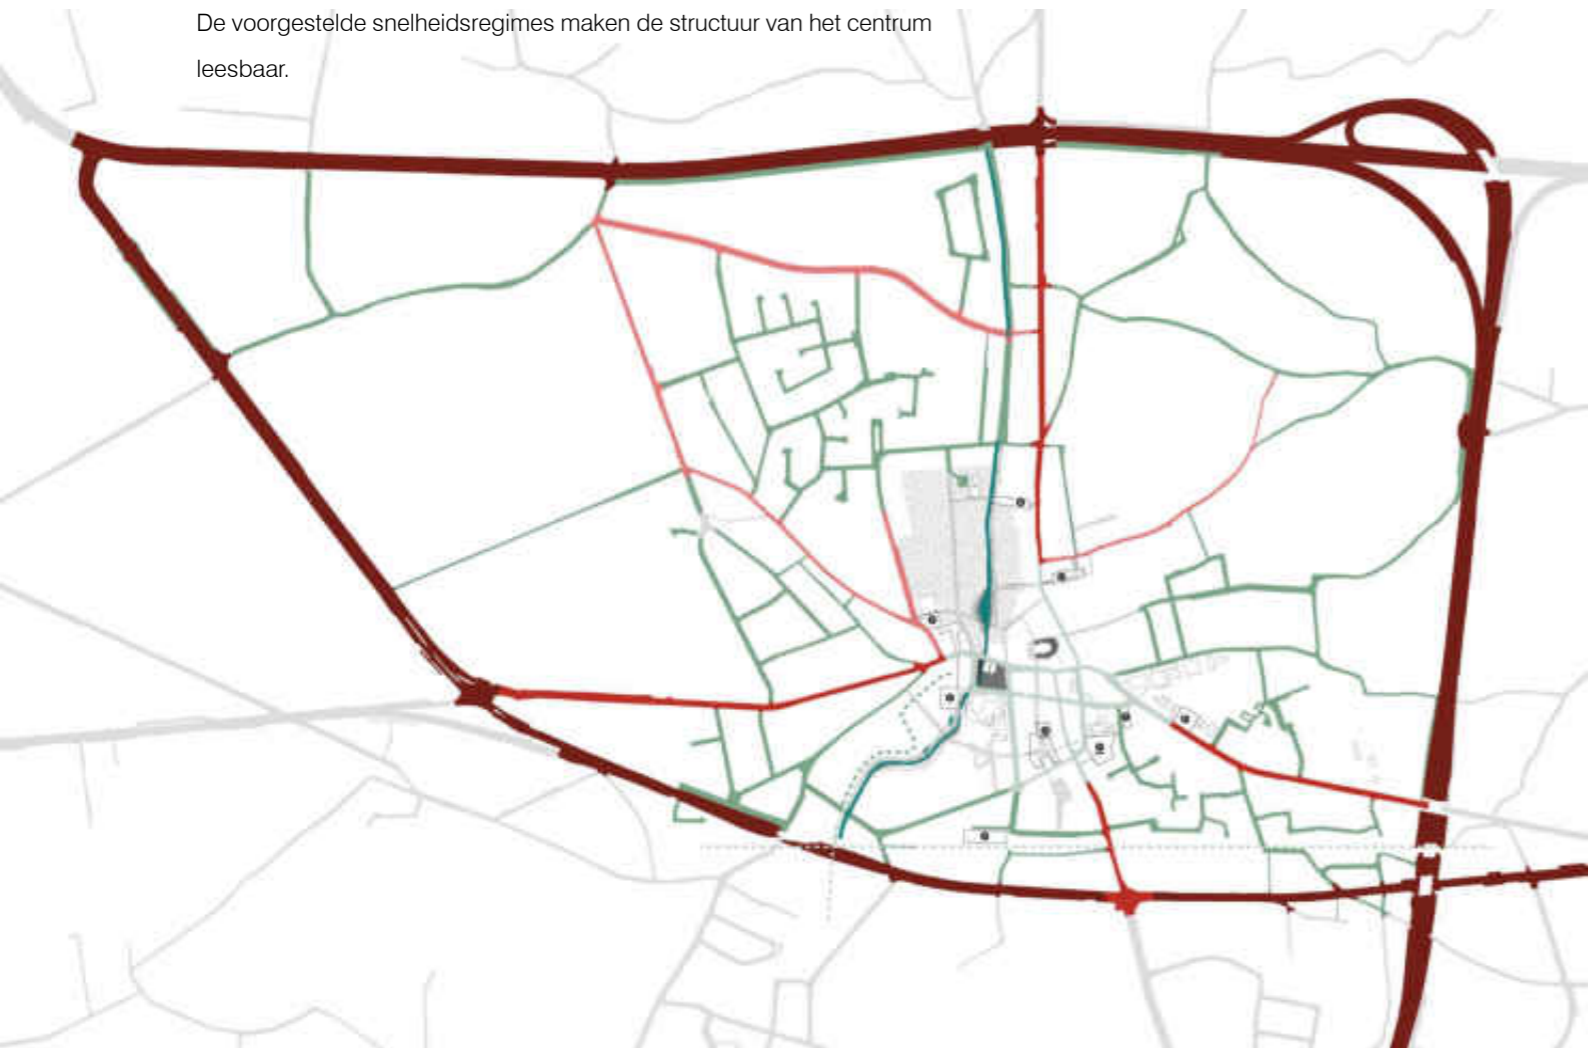 De voorgestelde snelheidsregimes maken de structuur van het centrum
leesbaar.